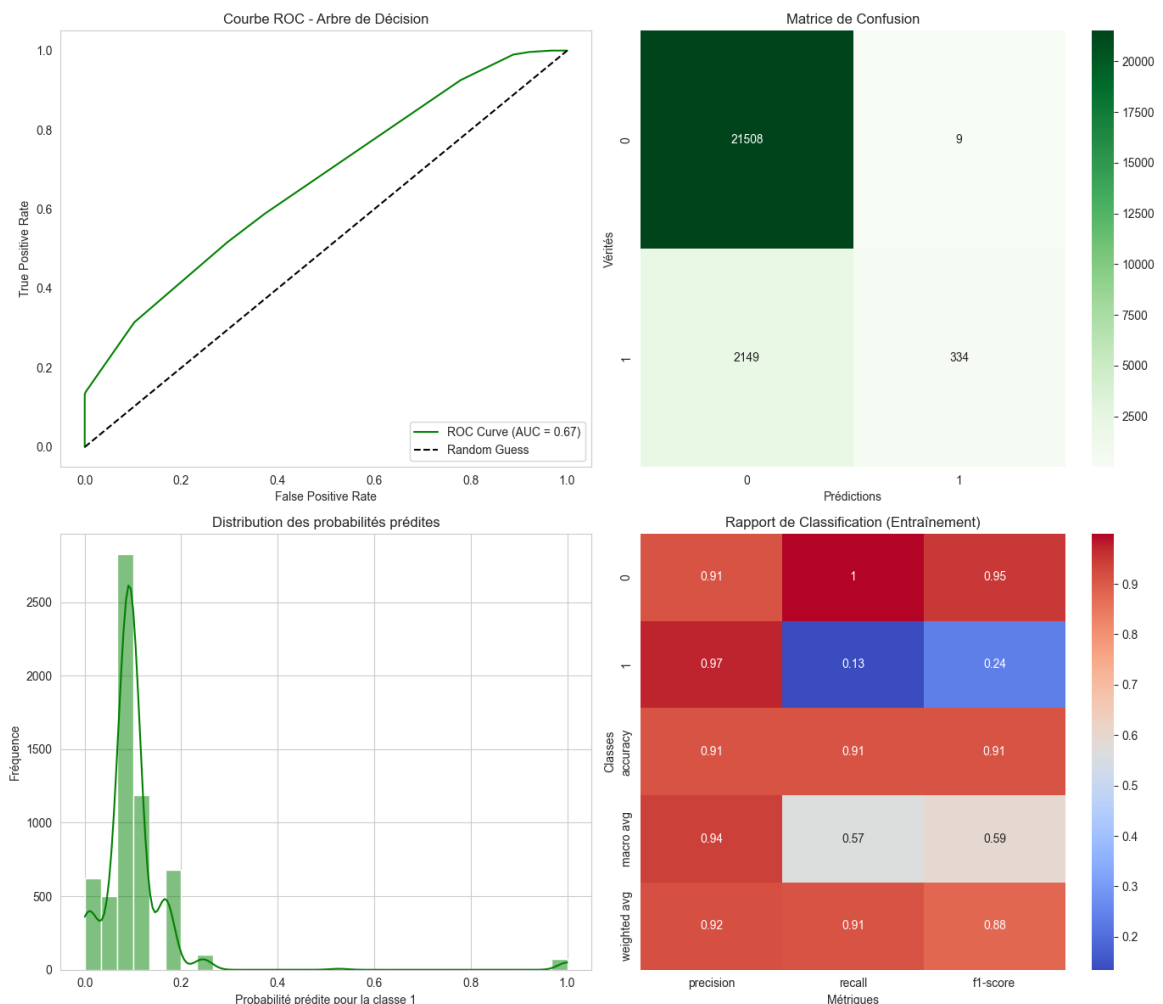 Courbe ROC - Arbre de Décision
True Positive Rate
1.0
0.8
0.6
0.4
0.2
0.0
0.0 0.2 0.4 0.6 0.8 1.0
False Positive Rate
ROC Curve (AUC = 0.67)
Random Guess
Matrice de Confusion
Vérités
0
21508 9
1
2149 334
0 1
Prédictions
20000
17500
15000
12500
10000
7500
5000
2500
Distribution des probabilités prédites
Fréquence
2500
2000
1500
1000
500
0
0.0 0.2 0.4 0.6 0.8 1.0
Probabilité prédite pour la classe 1
Rapport de Classification (Entraînement)
Classes
0 0.91 1 0.95
1 0.97 0.13 0.24
accuracy 0.91 0.91 0.91
macro avg 0.94 0.57 0.59
weighted avg 0.92 0.91 0.88
precision recall f1-score
Métriques
0.9
0.8
0.7
0.6
0.5
0.4
0.3
0.2